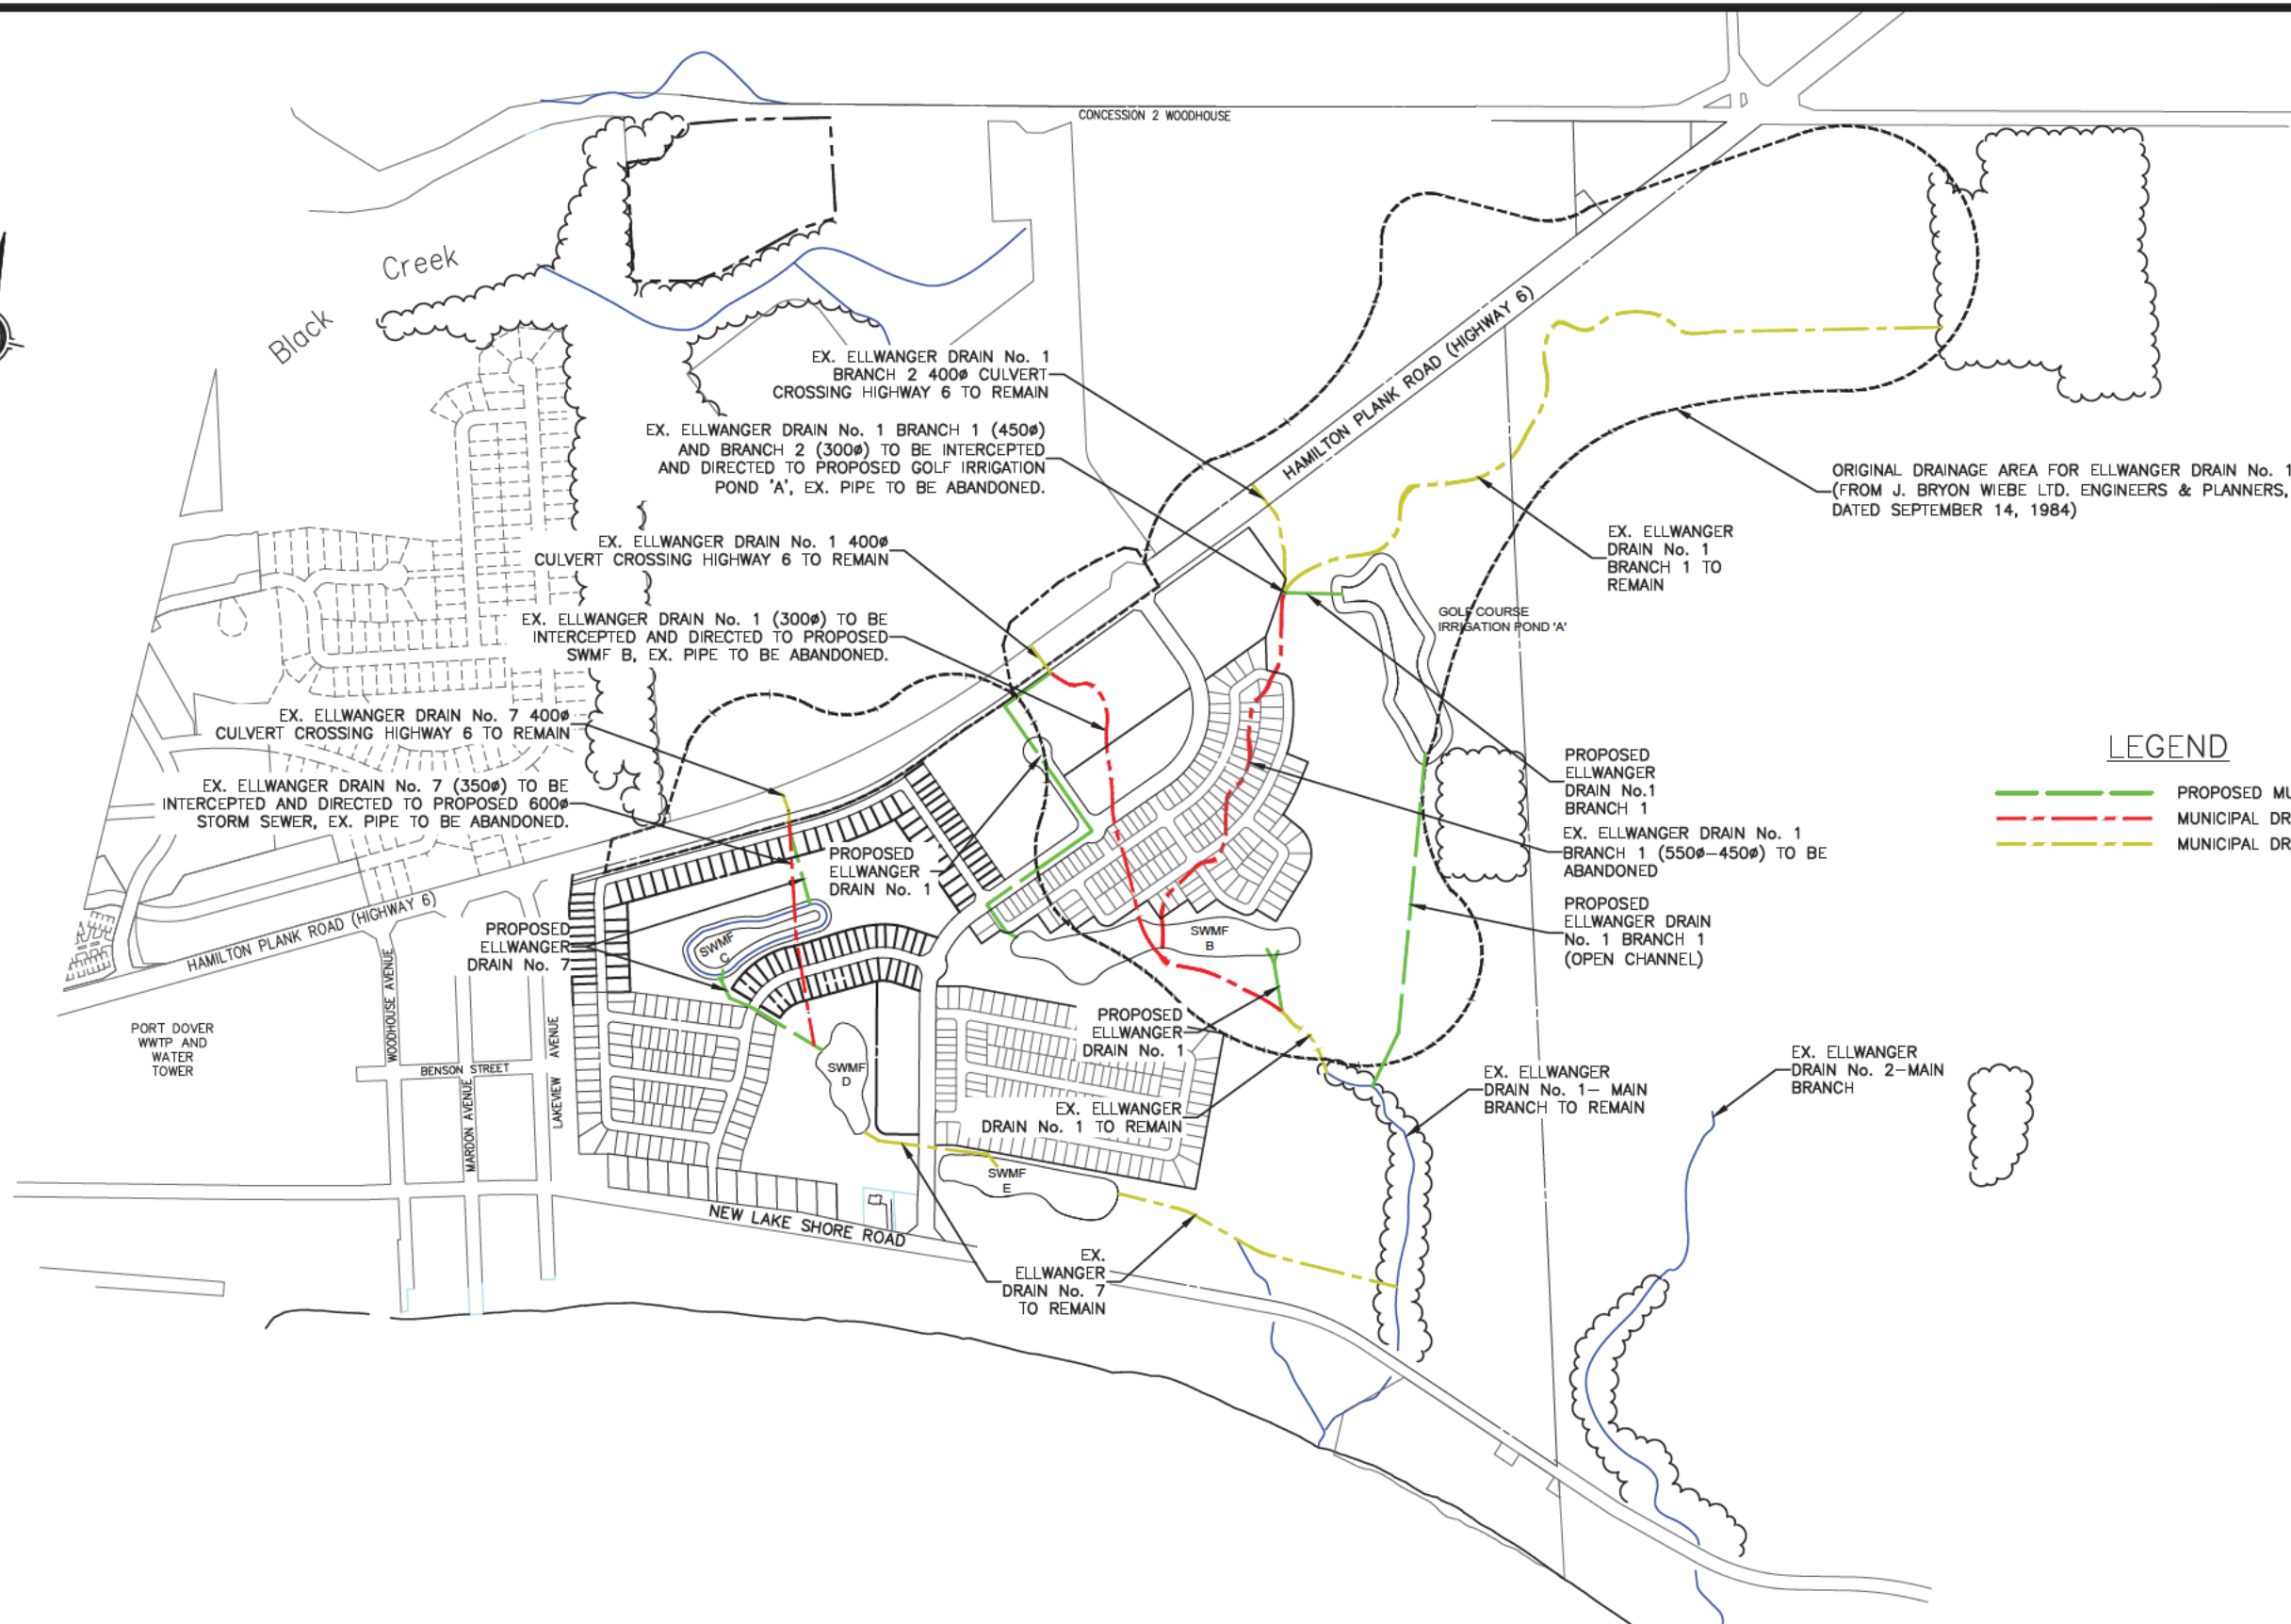 CONCESSION 2 WOODHOUSE
Black Creek
HAMILTON PLANK ROAD (HIGHWAY 6)
EX. ELLWANGER DRAIN No. 1
BRANCH 2 400ø CULVERT
CROSSING HIGHWAY 6 TO REMAIN
EX. ELLWANGER DRAIN No. 1 BRANCH 1 (450ø)
AND BRANCH 2 (300ø) TO BE INTERCEPTED
AND DIRECTED TO PROPOSED GOLF IRRIGATION
POND 'A', EX. PIPE TO BE ABANDONED.
ORIGINAL DRAINAGE AREA FOR ELLWANGER DRAIN No. 1
(FROM J. BRYON WIEBE LTD. ENGINEERS & PLANNERS,
DATED SEPTEMBER 14, 1984)
EX. ELLWANGER
DRAIN No. 1
BRANCH 1 TO
REMAIN
EX. ELLWANGER DRAIN No. 1 400ø
CULVERT CROSSING HIGHWAY 6 TO REMAIN
EX. ELLWANGER DRAIN No. 1 (300ø) TO BE
INTERCEPTED AND DIRECTED TO PROPOSED
SWMF B, EX. PIPE TO BE ABANDONED.
GOLF COURSE
IRRIGATION POND 'A'
EX. ELLWANGER DRAIN No. 7 400ø
CULVERT CROSSING HIGHWAY 6 TO REMAIN
EX. ELLWANGER DRAIN No. 7 (350ø) TO BE
INTERCEPTED AND DIRECTED TO PROPOSED 600ø
STORM SEWER, EX. PIPE TO BE ABANDONED.
PROPOSED
ELLWANGER
DRAIN No.1
BRANCH 1
LEGEND
PROPOSED
MUNICIPAL
MUNICIPAL
EX. ELLWANGER DRAIN No. 1
BRANCH 1 (550ø–450ø) TO BE
ABANDONED
PROPOSED
ELLWANGER
DRAIN No. 1
PROPOSED
ELLWANGER DRAIN
No. 1 BRANCH 1
(OPEN CHANNEL)
HAMILTON PLANK ROAD (HIGHWAY 6)
PROPOSED
ELLWANGER
DRAIN No. 7
SWMF
C
SWMF
B
PORT DOVER
WWTP AND
WATER
TOWER
WOODHOUSE AVENUE
BENSON STREET
MARDON AVENUE
LAKEVIEW AVENUE
SWMF
D
PROPOSED
ELLWANGER
DRAIN No. 1
EX. ELLWANGER
DRAIN No. 1 TO REMAIN
EX. ELLWANGER
DRAIN No. 1– MAIN
BRANCH TO REMAIN
EX. ELLWANGER
DRAIN No. 2–MAIN
BRANCH
SWMF
E
NEW LAKE SHORE ROAD
EX.
ELLWANGER
DRAIN No. 7
TO REMAIN